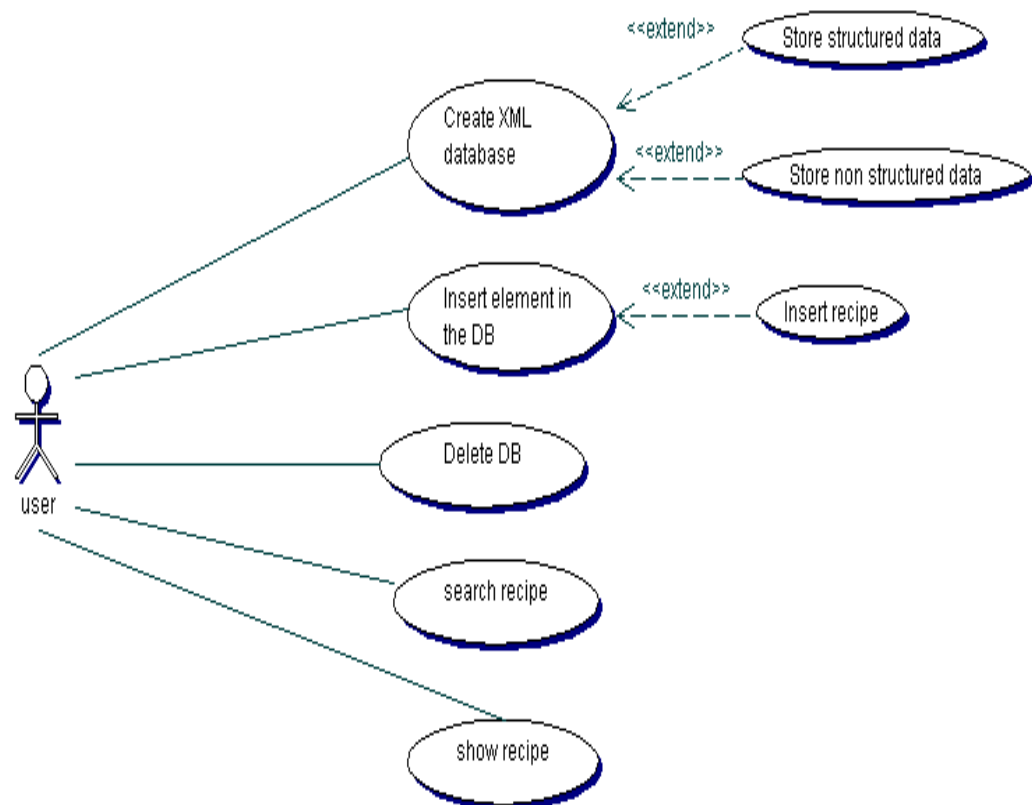 <<extend>>
Store structured data
Create XML
database
<<extend>>
Store non structured data
Insert element in
the DB
<<extend>>
Insert recipe
Delete DB
user
search recipe
show recipe